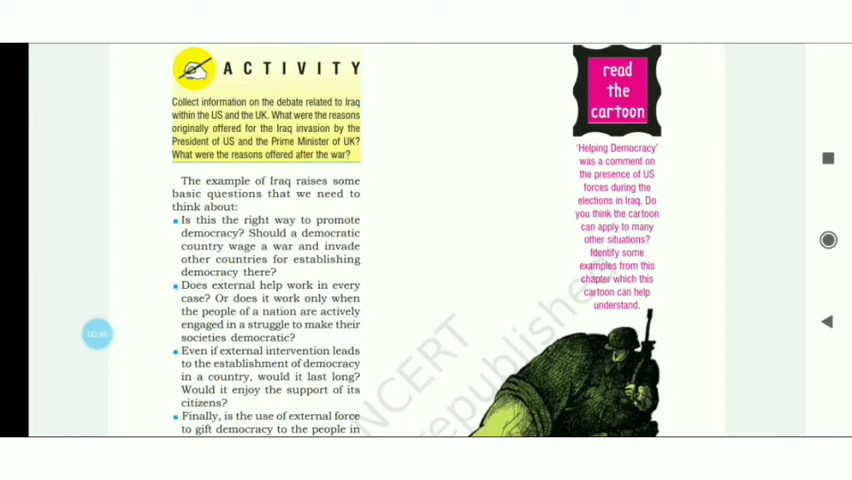 ACTIVITY
Collect information on the debate related to Iraq
within the US and the UK. What were the reasons
originally offered for the Iraq invasion by the
President of US and the Prime Minister of UK?
What were the reasons offered after the war?
The example of Iraq raises some
basic questions that we need to
think about:
Is this the right way to promote
democracy? Should a democratic
country wage a war and invade
other countries for establishing
democracy there?
Does external help work in every
case? Or does it work only when
the people of a nation are actively
engaged in a struggle to make their
societies democratic?
Even if external intervention leads
to the establishment of democracy
in a country, would it last long?
Would it enjoy the support of its
citizens?
Finally, is the use of external force
to gift democracy to the people in
read
the
cartoon
‘Helping Democracy’
was a comment on
the presence of US
forces during the
elections in Iraq. Do
you think the cartoon
can apply to many
other situations?
Identify some
examples from this
chapter which this
cartoon can help
understand.
NCERT
republished